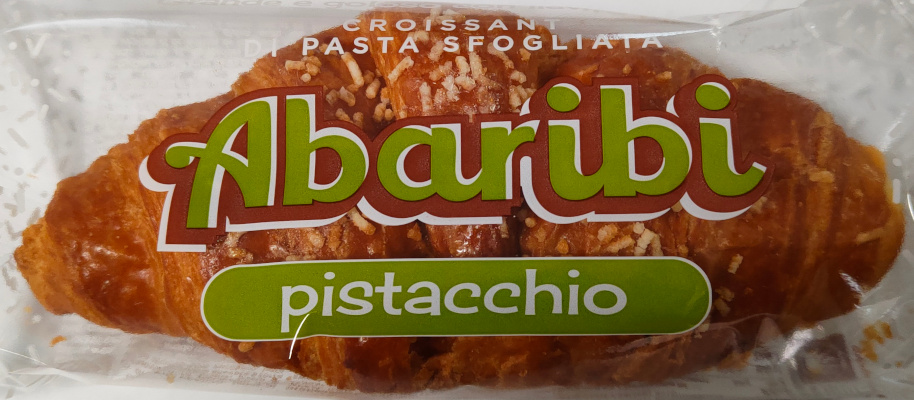 CROISSANT
DI PASTA SFOGLIATA
Abaribi
pistacchio